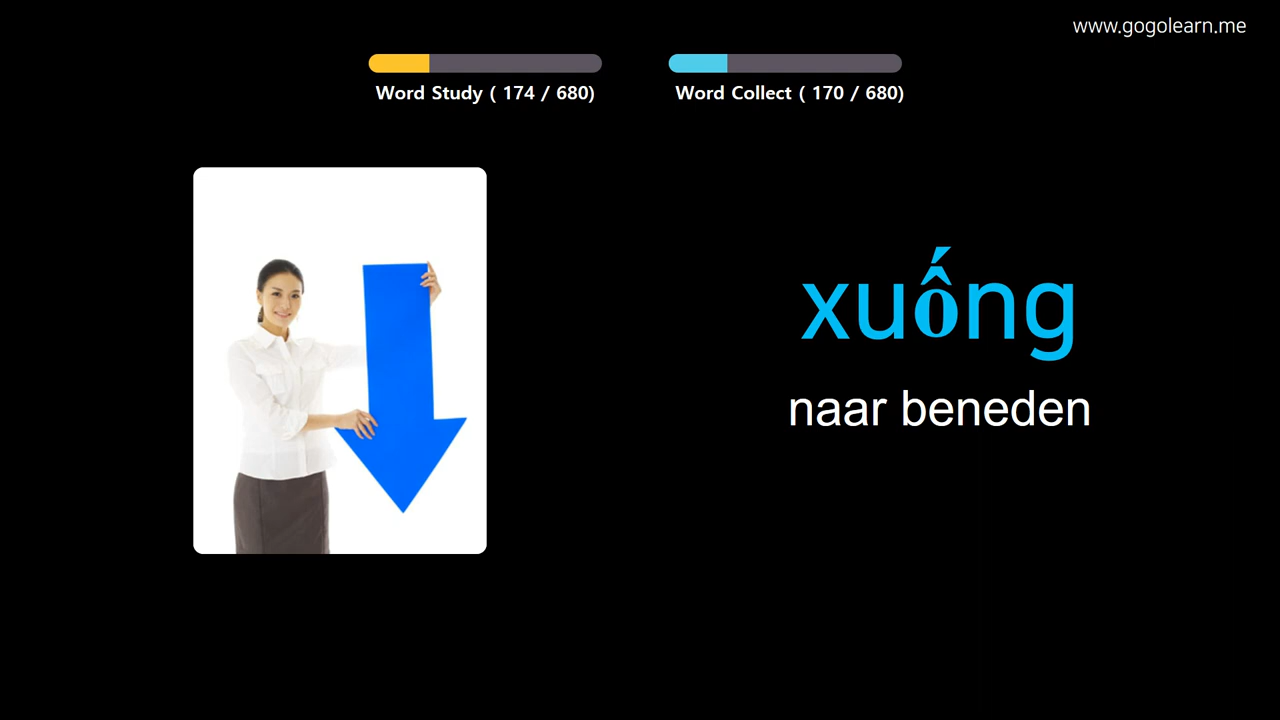 www.gogolearn.me
Word Study ( 174 / 680)
Word Collect ( 170 / 680)
xuống
naar beneden